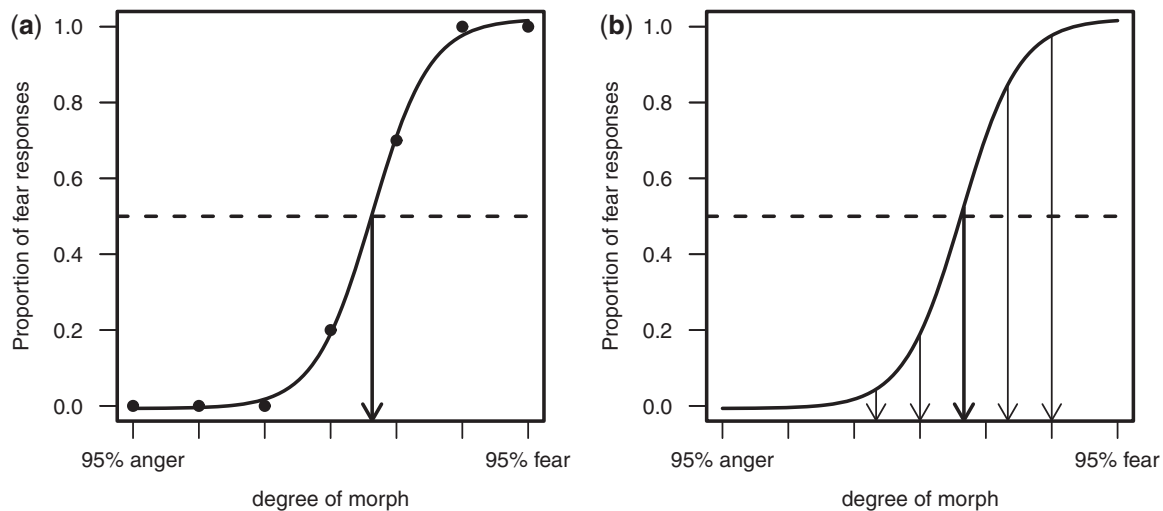 (a)
Proportion of fear responses
1.0
0.8
0.6
0.4
0.2
0.0
95% anger 95% fear
degree of morph
(b)
Proportion of fear responses
1.0
0.8
0.6
0.4
0.2
0.0
95% anger 95% fear
degree of morph